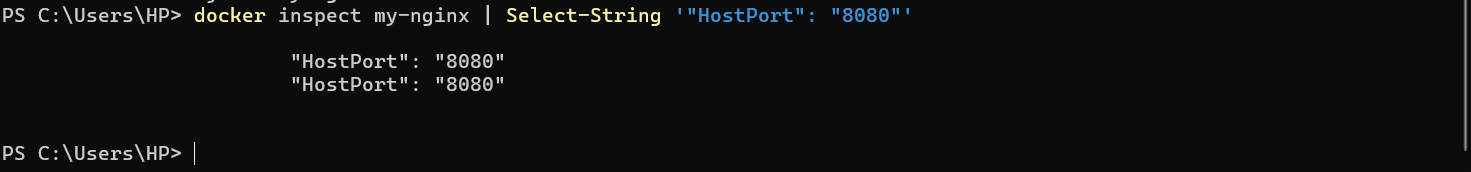 PS C:\Users\HP> docker inspect my-nginx | Select-String '"HostPort": "8080"'
"HostPort": "8080"
"HostPort": "8080"
PS C:\Users\HP>